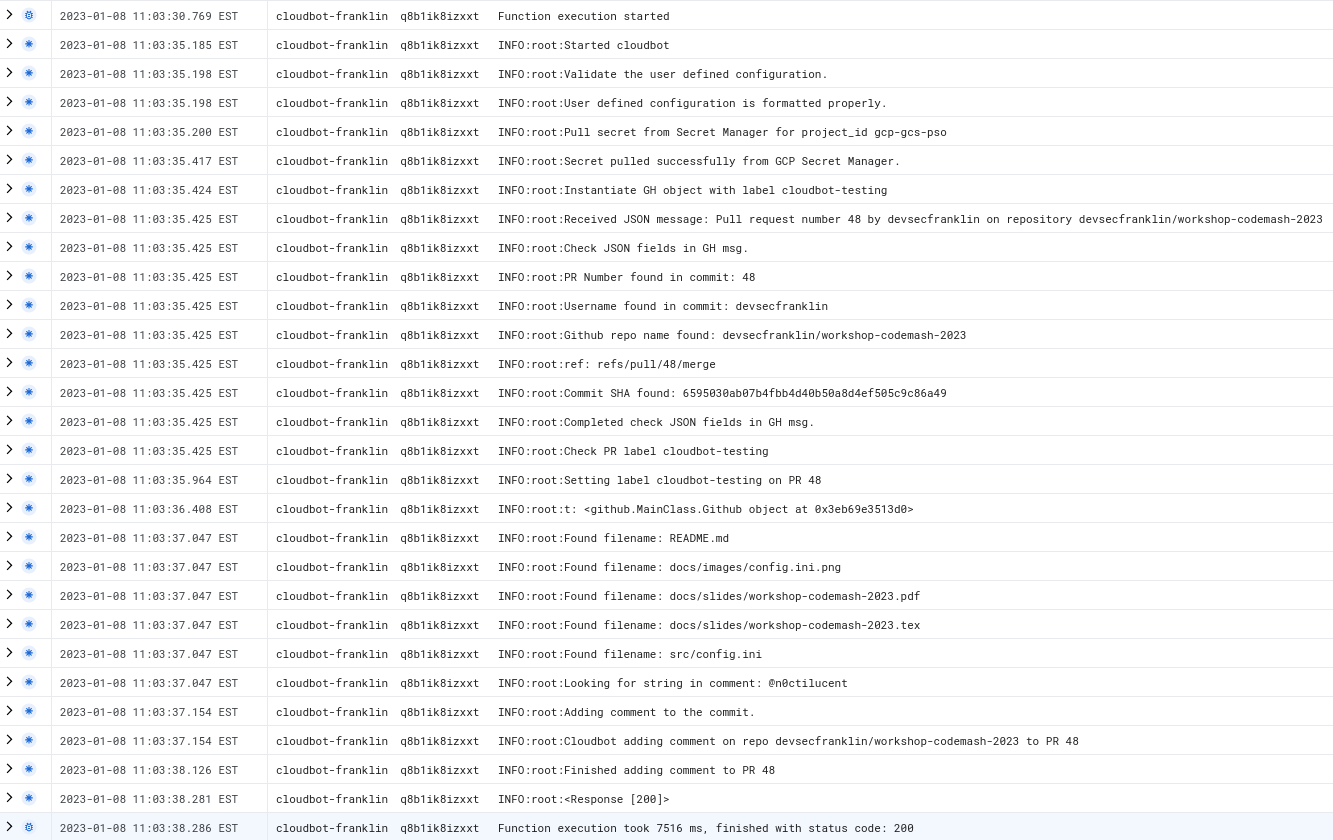 2023-01-08 11:03:30.769 EST cloudbot-franklin q8b1ik8izxxt Function execution started
2023-01-08 11:03:35.185 EST cloudbot-franklin q8b1ik8izxxt INFO:root:Started cloudbot
2023-01-08 11:03:35.198 EST cloudbot-franklin q8b1ik8izxxt INFO:root:Validate the user defined configuration.
2023-01-08 11:03:35.198 EST cloudbot-franklin q8b1ik8izxxt INFO:root:User defined configuration is formatted properly.
2023-01-08 11:03:35.200 EST cloudbot-franklin q8b1ik8izxxt INFO:root:Pull secret from Secret Manager for project_id gcp-gcs-pso
2023-01-08 11:03:35.417 EST cloudbot-franklin q8b1ik8izxxt INFO:root:Secret pulled successfully from GCP Secret Manager.
2023-01-08 11:03:35.424 EST cloudbot-franklin q8b1ik8izxxt INFO:root:Instantiate GH object with label cloudbot-testing
2023-01-08 11:03:35.425 EST cloudbot-franklin q8b1ik8izxxt INFO:root:Received JSON message: Pull request number 48 by devsecfranklin on repository devsecfranklin/workshop-codemash-2023
2023-01-08 11:03:35.425 EST cloudbot-franklin q8b1ik8izxxt INFO:root:Check JSON fields in GH msg.
2023-01-08 11:03:35.425 EST cloudbot-franklin q8b1ik8izxxt INFO:root:PR Number found in commit: 48
2023-01-08 11:03:35.425 EST cloudbot-franklin q8b1ik8izxxt INFO:root:Username found in commit: devsecfranklin
2023-01-08 11:03:35.425 EST cloudbot-franklin q8b1ik8izxxt INFO:root:Github repo name found: devsecfranklin/workshop-codemash-2023
2023-01-08 11:03:35.425 EST cloudbot-franklin q8b1ik8izxxt INFO:root:ref: refs/pull/48/merge
2023-01-08 11:03:35.425 EST cloudbot-franklin q8b1ik8izxxt INFO:root:Commit SHA found: 6595030ab07b4fbb4d40b50a8d4ef505c9c86a49
2023-01-08 11:03:35.425 EST cloudbot-franklin q8b1ik8izxxt INFO:root:Completed check JSON fields in GH msg.
2023-01-08 11:03:35.425 EST cloudbot-franklin q8b1ik8izxxt INFO:root:Check PR label cloudbot-testing
2023-01-08 11:03:35.964 EST cloudbot-franklin q8b1ik8izxxt INFO:root:Setting label cloudbot-testing on PR 48
2023-01-08 11:03:36.408 EST cloudbot-franklin q8b1ik8izxxt INFO:root:t: <github.MainClass.Github object at 0x3eb69e3513d0>
2023-01-08 11:03:37.047 EST cloudbot-franklin q8b1ik8izxxt INFO:root:Found filename: README.md
2023-01-08 11:03:37.047 EST cloudbot-franklin q8b1ik8izxxt INFO:root:Found filename: docs/images/config.ini.png
2023-01-08 11:03:37.047 EST cloudbot-franklin q8b1ik8izxxt INFO:root:Found filename: docs/slides/workshop-codemash-2023.pdf
2023-01-08 11:03:37.047 EST cloudbot-franklin q8b1ik8izxxt INFO:root:Found filename: docs/slides/workshop-codemash-2023.tex
2023-01-08 11:03:37.047 EST cloudbot-franklin q8b1ik8izxxt INFO:root:Found filename: src/config.ini
2023-01-08 11:03:37.047 EST cloudbot-franklin q8b1ik8izxxt INFO:root:Looking for string in comment: @n0ctilucent
2023-01-08 11:03:37.154 EST cloudbot-franklin q8b1ik8izxxt INFO:root:Adding comment to the commit.
2023-01-08 11:03:37.154 EST cloudbot-franklin q8b1ik8izxxt INFO:root:Cloudbot adding comment on repo devsecfranklin/workshop-codemash-2023 to PR 48
2023-01-08 11:03:38.126 EST cloudbot-franklin q8b1ik8izxxt INFO:root:Finished adding comment to PR 48
2023-01-08 11:03:38.281 EST cloudbot-franklin q8b1ik8izxxt INFO:root:<Response [200]>
2023-01-08 11:03:38.286 EST cloudbot-franklin q8b1ik8izxxt Function execution took 7516 ms, finished with status code: 200